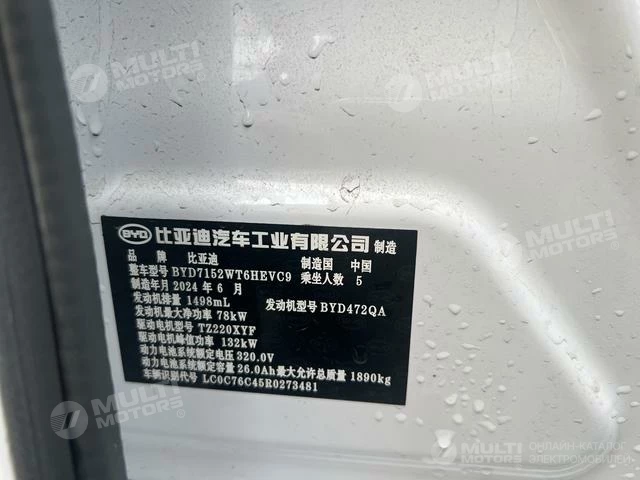 MULTI MOTORS
MULTI MOTORS
BYD 比亚迪汽车工业有限公司 制造
品 牌 比亚迪 制造国 中国
整车型号 BYD7152WT6HEVC9 乘坐人数 5
制造年月 2024 年 6 月
发动机排量 1498mL 发动机型号 BYD472QA
发动机最大净功率 78kW
驱动电机型号 TZ220XYF
驱动电机峰值功率 132kW
动力电池系统额定电压 320.0V
动力电池系统额定容量 26.0Ah 最大允许总质量 1890kg
车辆识别代号 LC0C76C45R0273481
MULTI MOTORS
MULTI MOTORS
ОНЛАЙН-КАТАЛОГ
ЭЛЕКТРОМОБИЛЕЙ